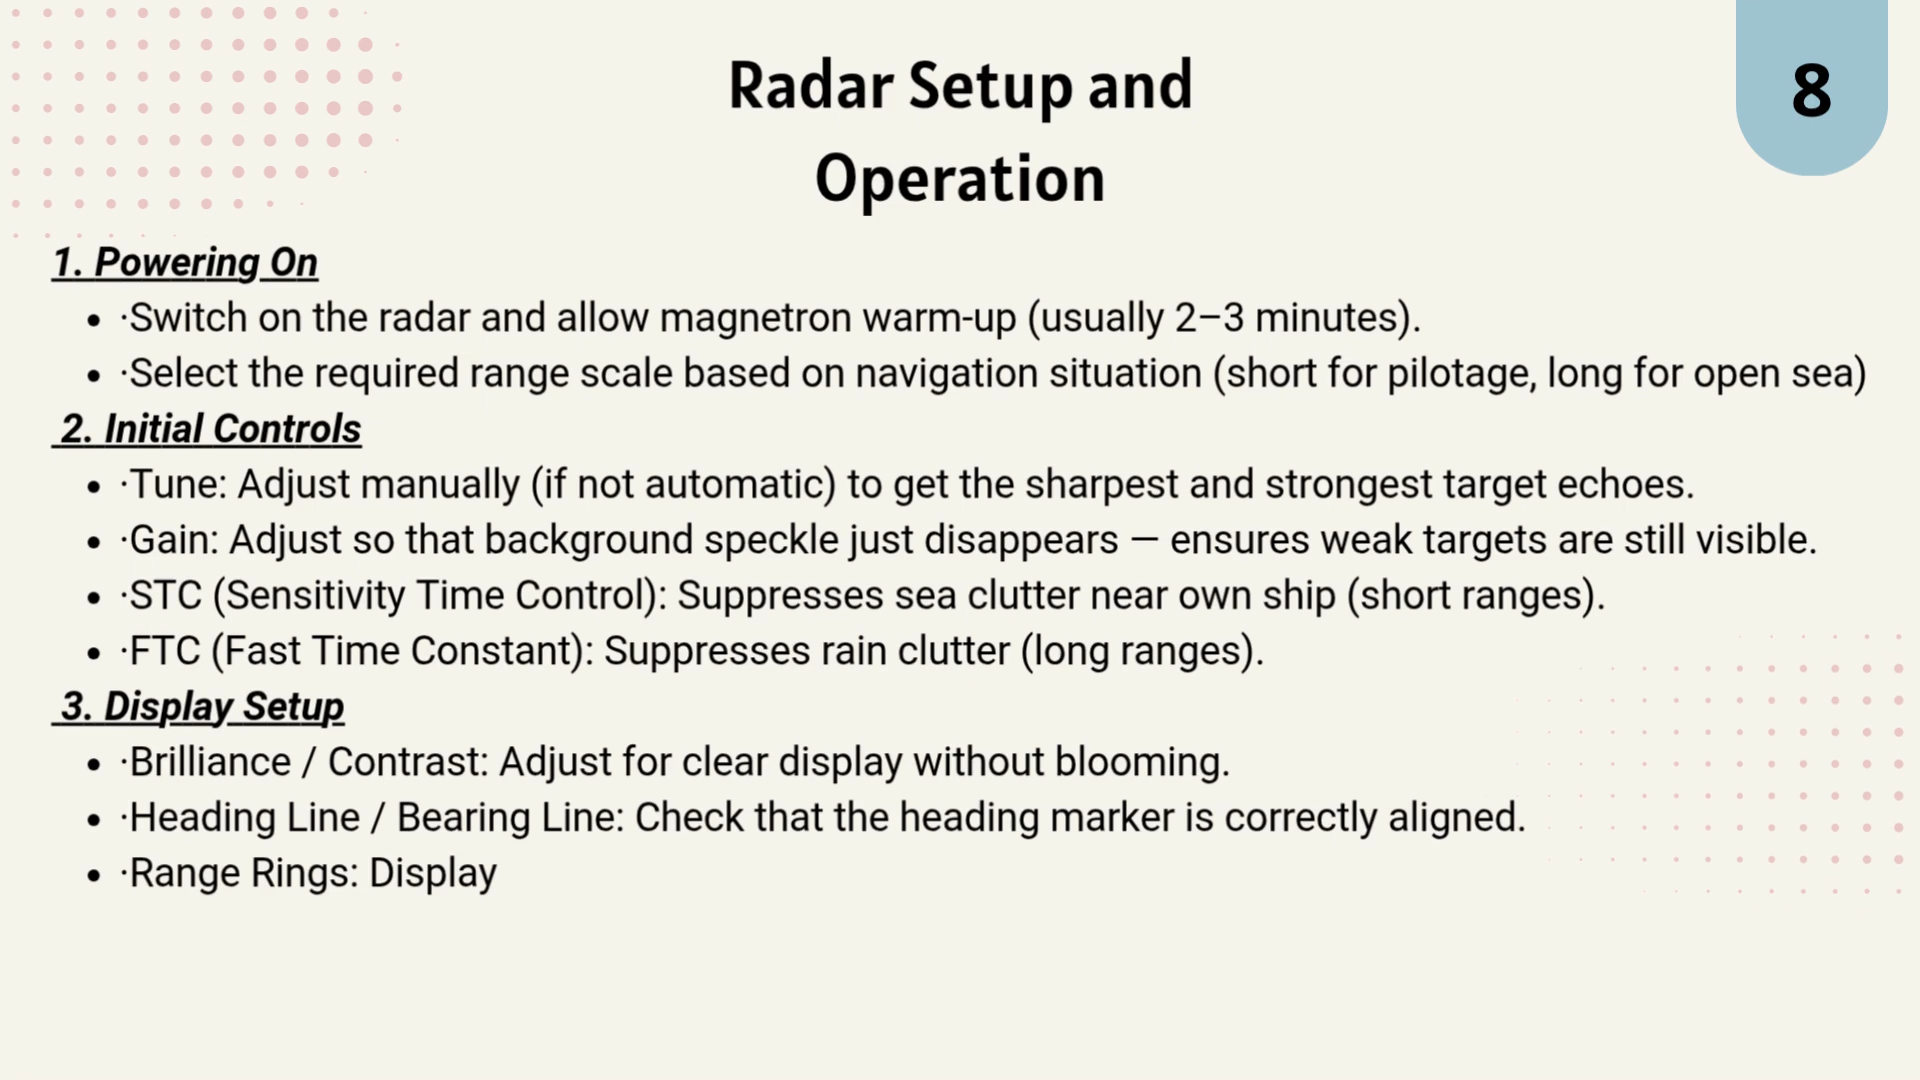 Radar Setup and
Operation
8
1. Powering On
• ·Switch on the radar and allow magnetron warm-up (usually 2–3 minutes).
• ·Select the required range scale based on navigation situation (short for pilotage, long for open sea)
2. Initial Controls
• ·Tune: Adjust manually (if not automatic) to get the sharpest and strongest target echoes.
• ·Gain: Adjust so that background speckle just disappears — ensures weak targets are still visible.
• ·STC (Sensitivity Time Control): Suppresses sea clutter near own ship (short ranges).
• ·FTC (Fast Time Constant): Suppresses rain clutter (long ranges).
3. Display Setup
• ·Brilliance / Contrast: Adjust for clear display without blooming.
• ·Heading Line / Bearing Line: Check that the heading marker is correctly aligned.
• ·Range Rings: Display